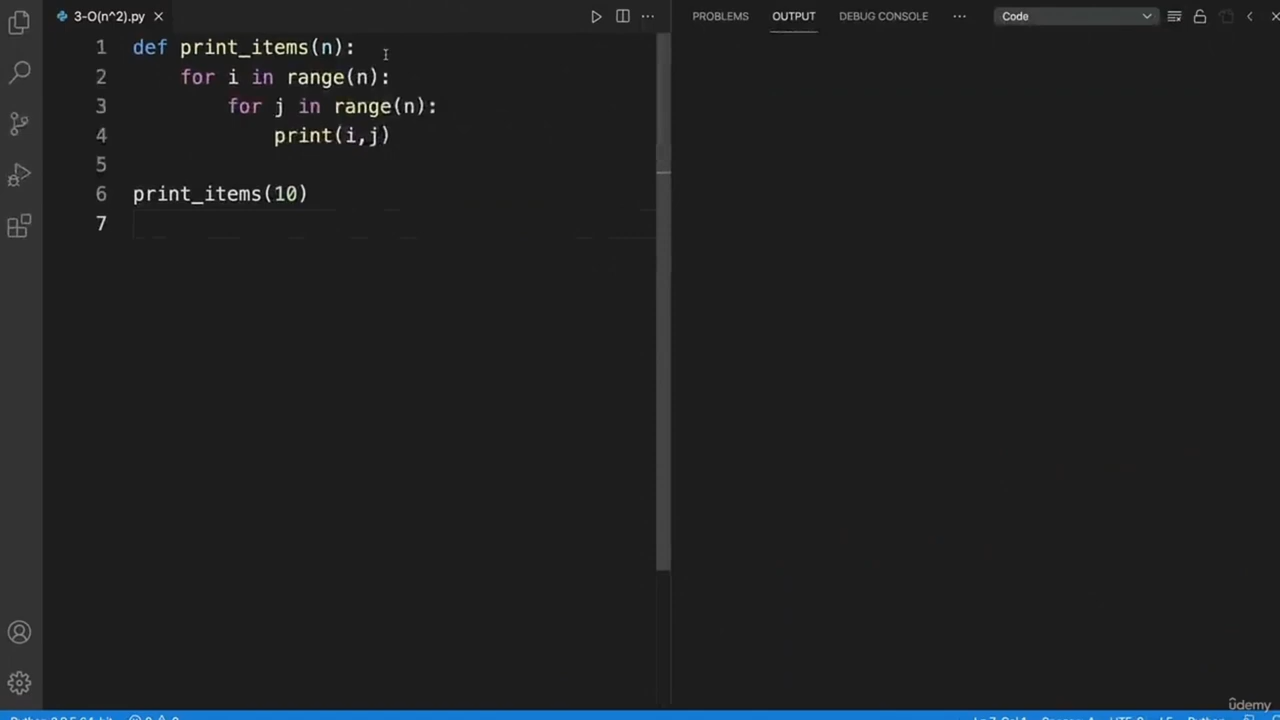 3-O(n^2).py
PROBLEMS OUTPUT DEBUG CONSOLE ··· Code
1 def print_items(n):
2     for i in range(n):
3         for j in range(n):
4             print(i,j)
5
6 print_items(10)
7
udemy